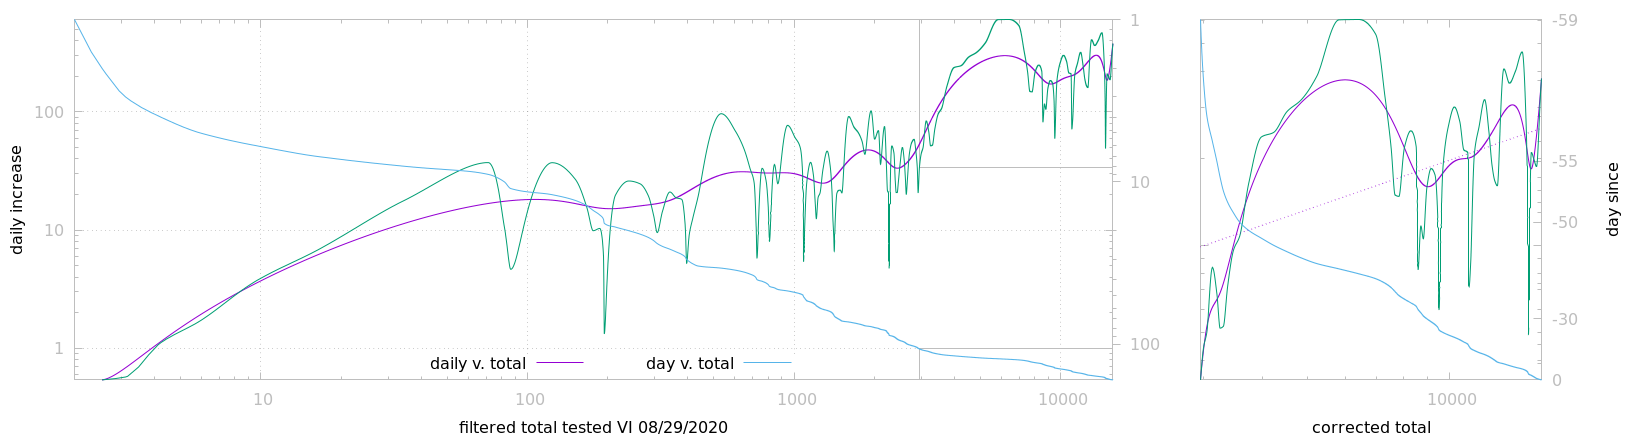 daily increase
100
10
1
daily v. total
day v. total
10
100
1000
10000
filtered total tested VI 08/29/2020
1
10
100
10000
corrected total
-59
-55
-50
-30
0
day since